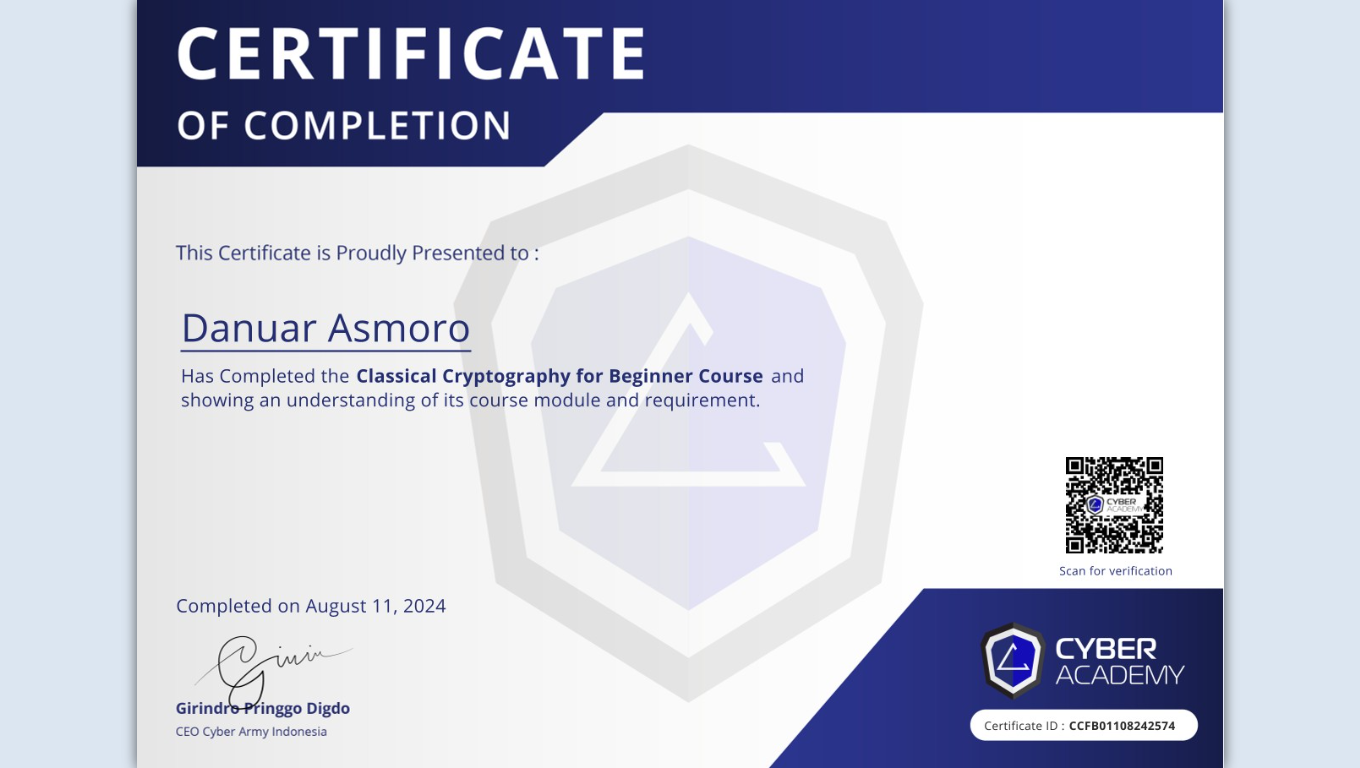 CERTIFICATE
OF COMPLETION
This Certificate is Proudly Presented to :
Danuar Asmoro
Has Completed the Classical Cryptography for Beginner Course and
showing an understanding of its course module and requirement.
CYBER
ACADEMY
Scan for verification
Completed on August 11, 2024
Girindro Pringgo Digdo
CEO Cyber Army Indonesia
CYBER
ACADEMY
Certificate ID : CCFB01108242574